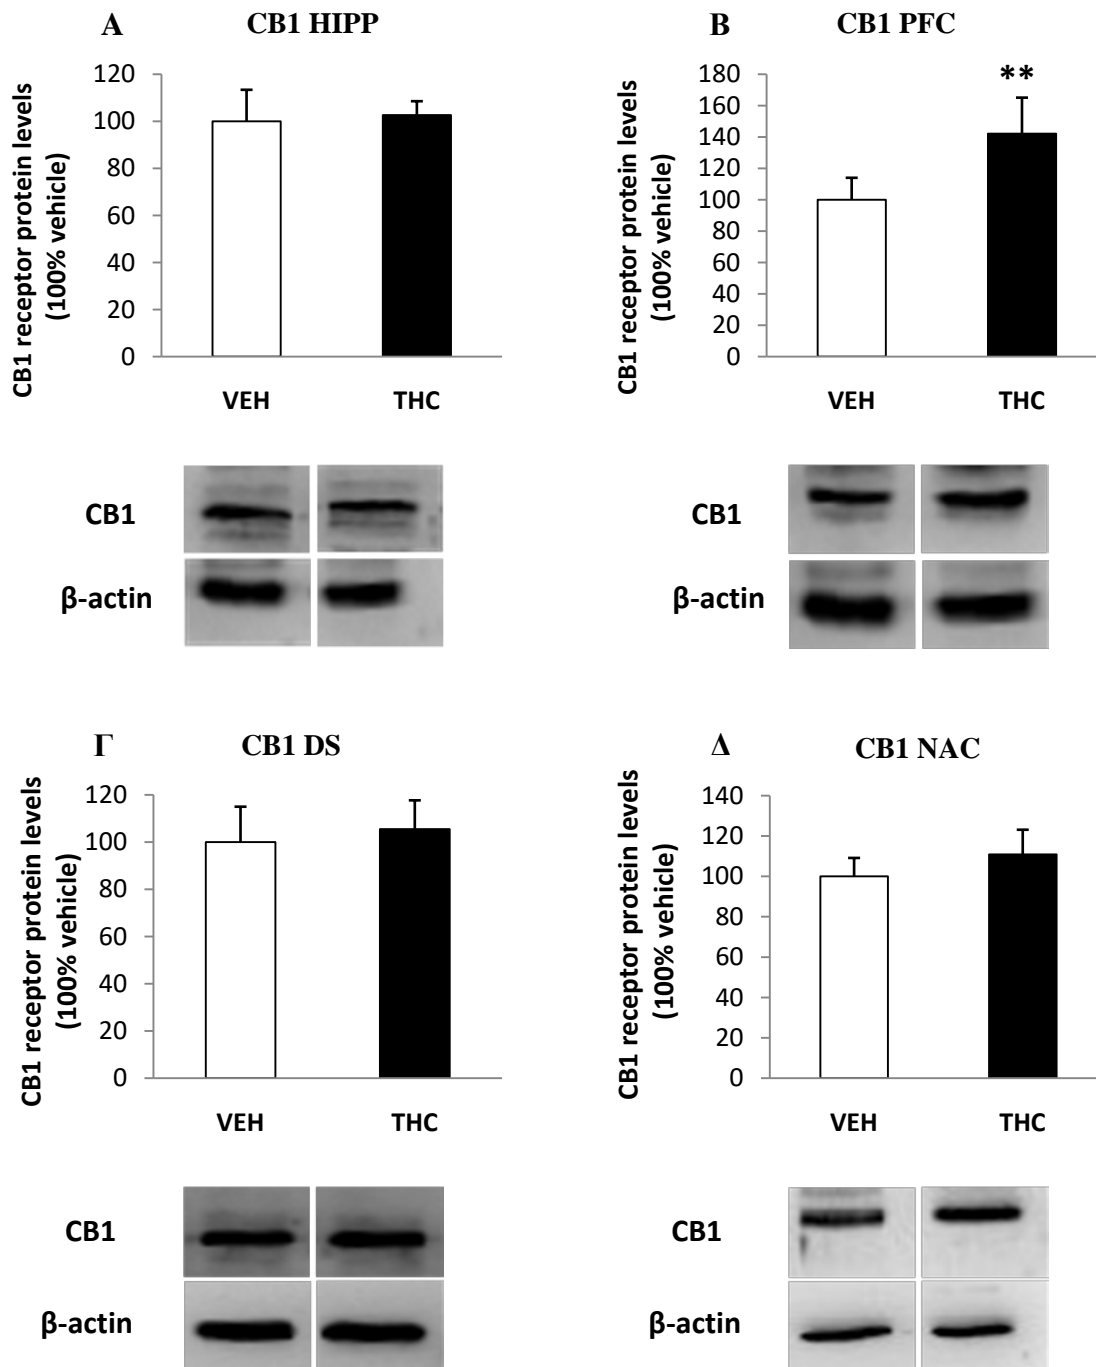 Α
CB1 HIPP
CB1 receptor protein levels
(100% vehicle)
120
100
80
60
40
20
0
VEH THC
CB1
β-actin
Β
CB1 PFC
CB1 receptor protein levels
(100% vehicle)
180
160
140
120
100
80
60
40
20
0
**
VEH THC
CB1
β-actin
Γ
CB1 DS
CB1 receptor protein levels
(100% vehicle)
120
100
80
60
40
20
0
VEH THC
CB1
β-actin
Δ
CB1 NAC
CB1 receptor protein levels
(100% vehicle)
140
120
100
80
60
40
20
0
VEH THC
CB1
β-actin